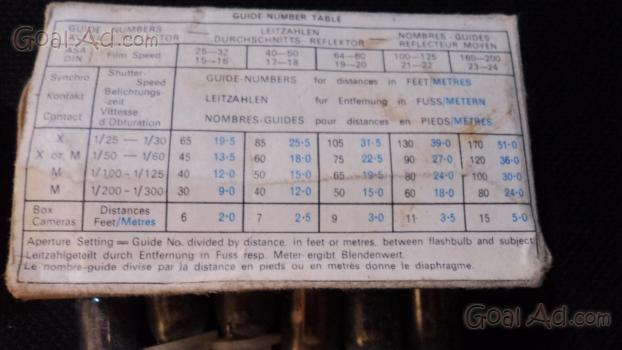 GUIDE NUMBER TABLE
GUIDE NUMBERS LEITZAHLEN NOMBRES - GUIDES
DURCHSCHNITTS - REFLEKTOR REFLECTEUR MOYEN
ASA Film Speed 25—32 40—50 64—80 100—125 160—200
DIN 15—16 17—18 19—20 21—22 23—24
Synchro Shutter-Speed GUIDE-NUMBERS for distances in FEET/METRES
Kontakt Belichtungs-zeit LEITZAHLEN fur Entfernung in FUSS/METERN
Contact Vittesse d'Obturation NOMBRES-GUIDES pour distances en PIEDS/METRES
X 1/25 — 1/30 65 19·5 85 25·5 105 31·5 130 39·0 170 51·0
X or M 1/50 — 1/60 45 13·5 60 18·0 75 22·5 90 27·0 120 36·0
M 1/100-1/125 40 12·0 50 15·0 65 19·5 80 24·0 100 30·0
M 1/200-1/300 30 9·0 40 12·0 50 15·0 60 18·0 80 24·0
Box Cameras Distances Feet/Metres 6 2·0 7 2·5 9 3·0 11 3·5 15 5·0
Aperture Setting = Guide No. divided by distance, in feet or metres, between flashbulb and subject
Leitzahlgeteilt durch Entfernung in Fuss resp. Meter-ergibt Blendenwert.
Le nombre-guide divise par la distance en pieds ou en metres donne le diaphragme.
Goal Ad.com
Goal Ad.com